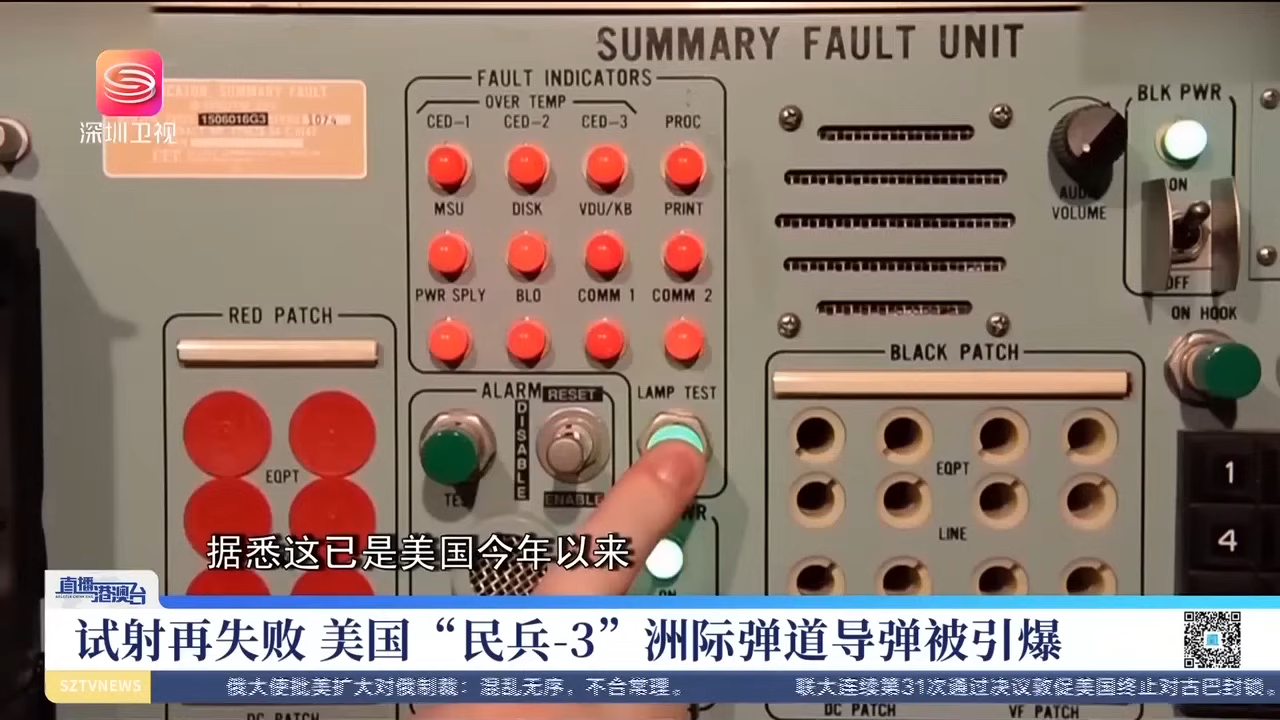 SUMMARY FAULT UNIT
FAULT INDICATORS
OVER TEMP
CED-1 CED-2 CED-3 PROC
MSU DISK VDU/KB PRINT
PWR SPLY BLO COMM 1 COMM 2
BLK PWR
ON
OFF
VOLUME
ON HOOK
1506016G3
深圳卫视
RED PATCH
EQPT
ALARM
RESET
DISABLE
ENABLE
LAMP TEST
BLACK PATCH
EQPT
LINE
1
4
据悉这已是美国今年以来
直播港澳台
试射再失败 美国“民兵-3”洲际弹道导弹被引爆
SZTVNEWS
俄大使批美扩大对俄制裁：混乱无序，不合常理。
联大连续第31次通过决议敦促美国终止对古巴封锁。
DC PATCH
DC PATCH
VF PATCH